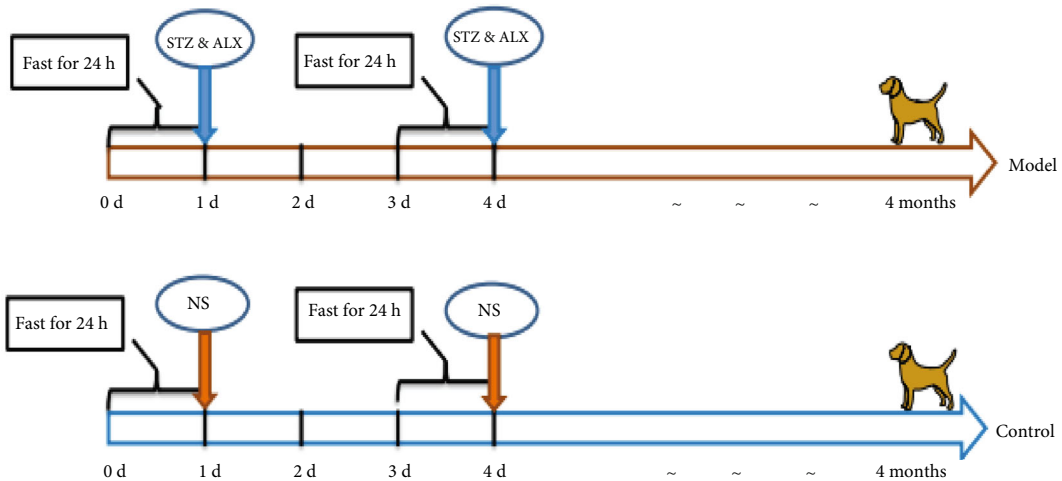 STZ & ALX
STZ & ALX
Fast for 24 h
Fast for 24 h
Model
0 d 1 d 2 d 3 d 4 d ~ ~ ~ 4 months
NS
NS
Fast for 24 h
Fast for 24 h
Control
0 d 1 d 2 d 3 d 4 d ~ ~ ~ 4 months